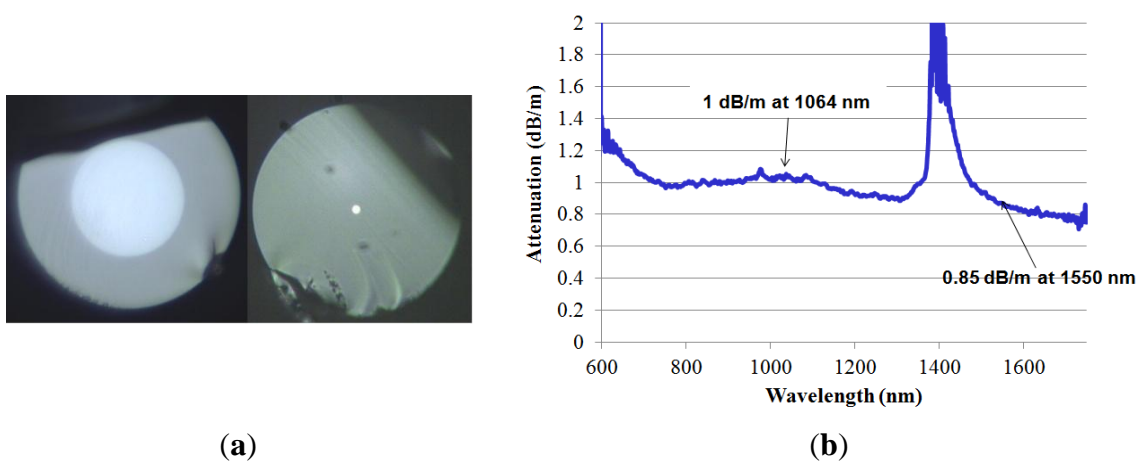 2
1.8
1.6
1.4
1.2
1
0.8
0.6
0.4
0.2
0
Attenuation (dB/m)
1 dB/m at 1064 nm
0.85 dB/m at 1550 nm
600 800 1000 1200 1400 1600
Wavelength (nm)
(a) (b)